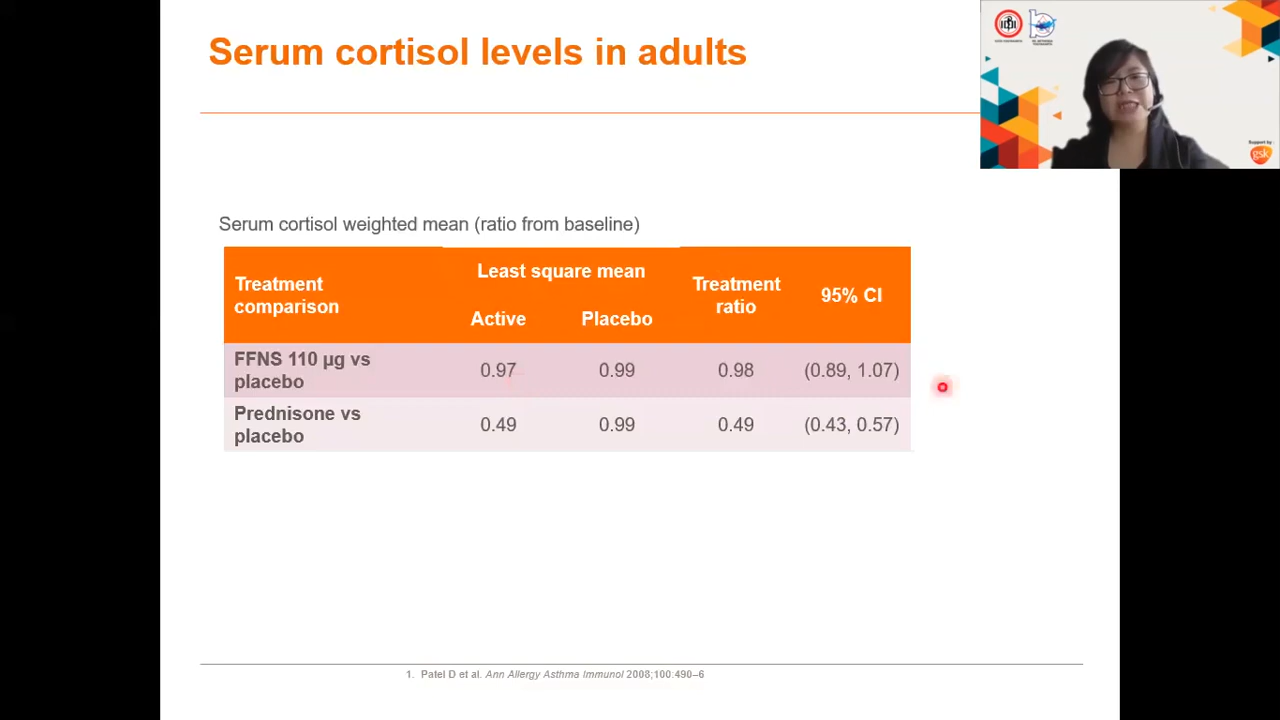 Serum cortisol levels in adults
Support by :
gsk
Serum cortisol weighted mean (ratio from baseline)
Treatment comparison
Least square mean
Active
Placebo
Treatment ratio
95% CI
FFNS 110 µg vs placebo
0.97
0.99
0.98
(0.89, 1.07)
Prednisone vs placebo
0.49
0.99
0.49
(0.43, 0.57)
1. Patel D et al. Ann Allergy Asthma Immunol 2008;100:490–6